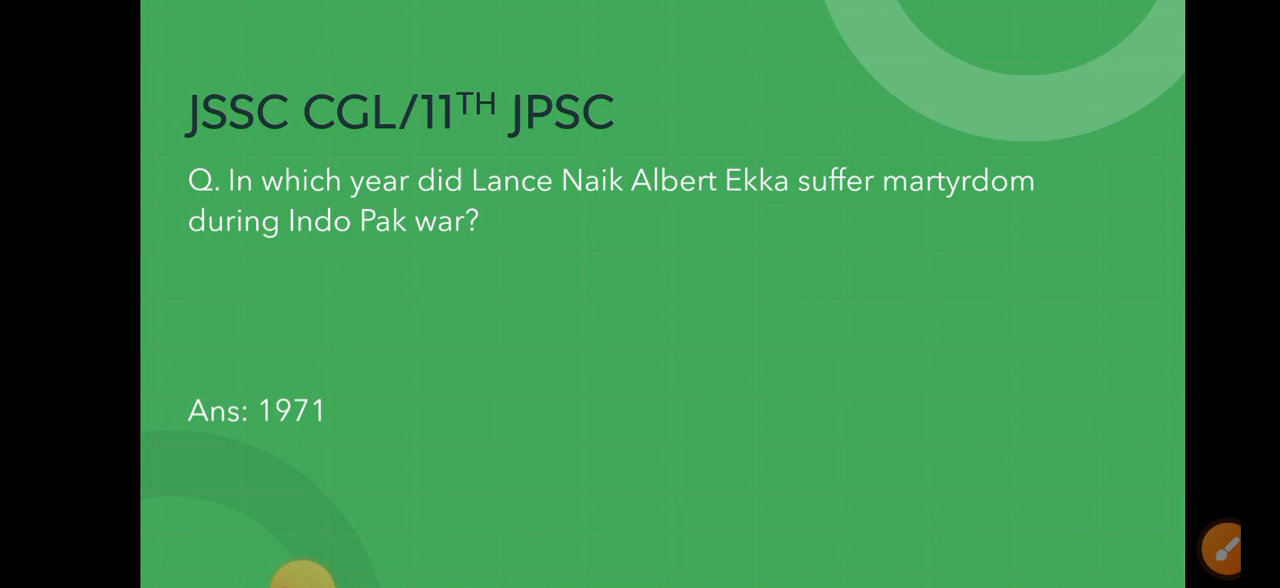 JSSC CGL/11TH JPSC
Q. In which year did Lance Naik Albert Ekka suffer martyrdom
during Indo Pak war?
Ans: 1971